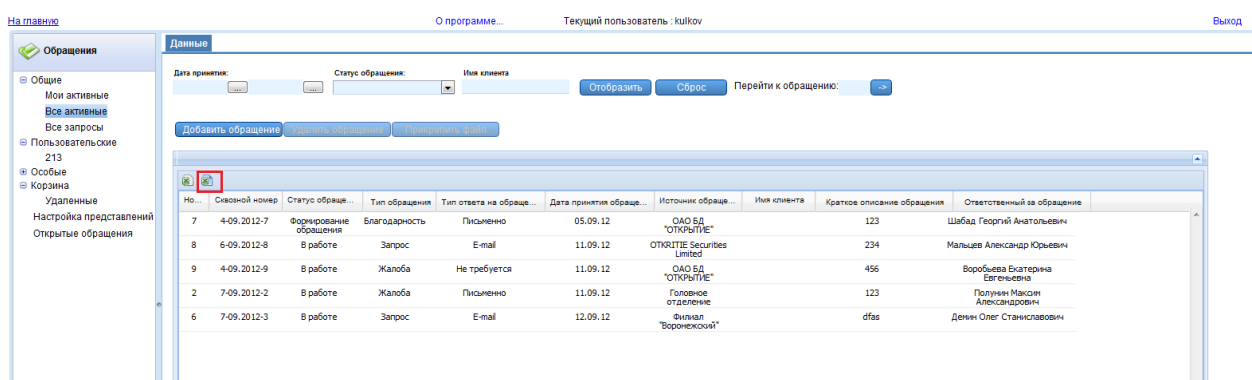 На главную О программе... Текущий пользователь : kulkov Выход
Обращения
Данные
Дата принятия: Статус обращения: Имя клиента
... ... Отобразить Сброс Перейти к обращению: ->
Общие
Мои активные
Все активные
Все запросы
Пользовательские
213
Особые
Корзина
Удаленные
Настройка представлений
Открытые обращения
Добавить обращение Удалить обращение Прикрепить файл
Но... Сквозной номер Статус обраще... Тип обращения Тип ответа на обраще... Дата принятия обраще... Источник обраще... Имя клиента Краткое описание обращения Ответственный за обращение
7 4-09.2012-7 Формирование обращения Благодарность Письменно 05.09.12 ОАО БД "ОТКРЫТИЕ" 123 Шабад Георгий Анатольевич
8 6-09.2012-8 В работе Запрос E-mail 11.09.12 OTKRITIE Securities Limited 234 Мальцев Александр Юрьевич
9 4-09.2012-9 В работе Жалоба Не требуется 11.09.12 ОАО БД "ОТКРЫТИЕ" 456 Воробьева Екатерина Евгеньевна
2 7-09.2012-2 В работе Жалоба Письменно 11.09.12 Головное отделение 123 Полунин Максим Александрович
6 7-09.2012-3 В работе Запрос E-mail 12.09.12 Филиал "Воронежский" dfas Денин Олег Станиславович